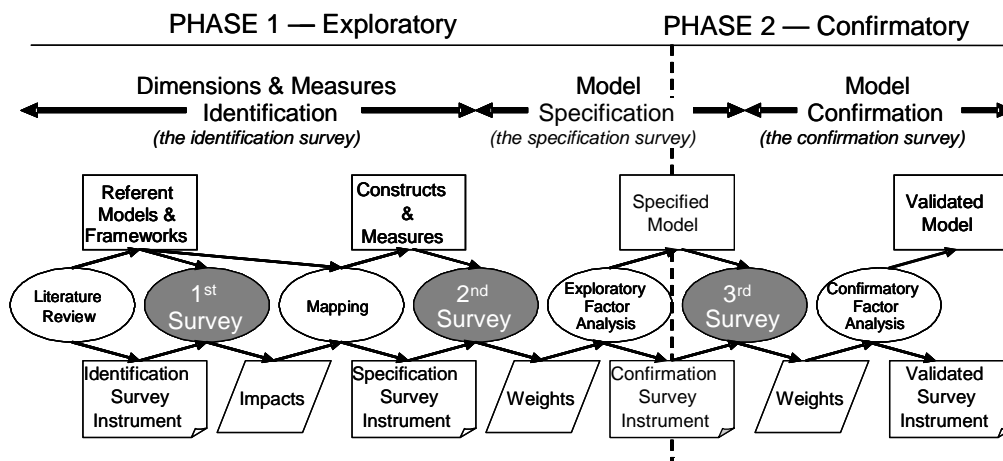 PHASE 1 — Exploratory
PHASE 2 — Confirmatory
Dimensions & Measures
Identification
(the identification survey)
Model
Specification
(the specification survey)
Model
Confirmation
(the confirmation survey)
Referent
Models &
Frameworks
Constructs
&
Measures
Specified
Model
Validated
Model
Literature
Review
1st
Survey
Mapping
2nd
Survey
Exploratory
Factor
Analysis
3rd
Survey
Confirmatory
Factor
Analysis
Identification
Survey
Instrument
Impacts
Specification
Survey
Instrument
Weights
Confirmation
Survey
Instrument
Weights
Validated
Survey
Instrument